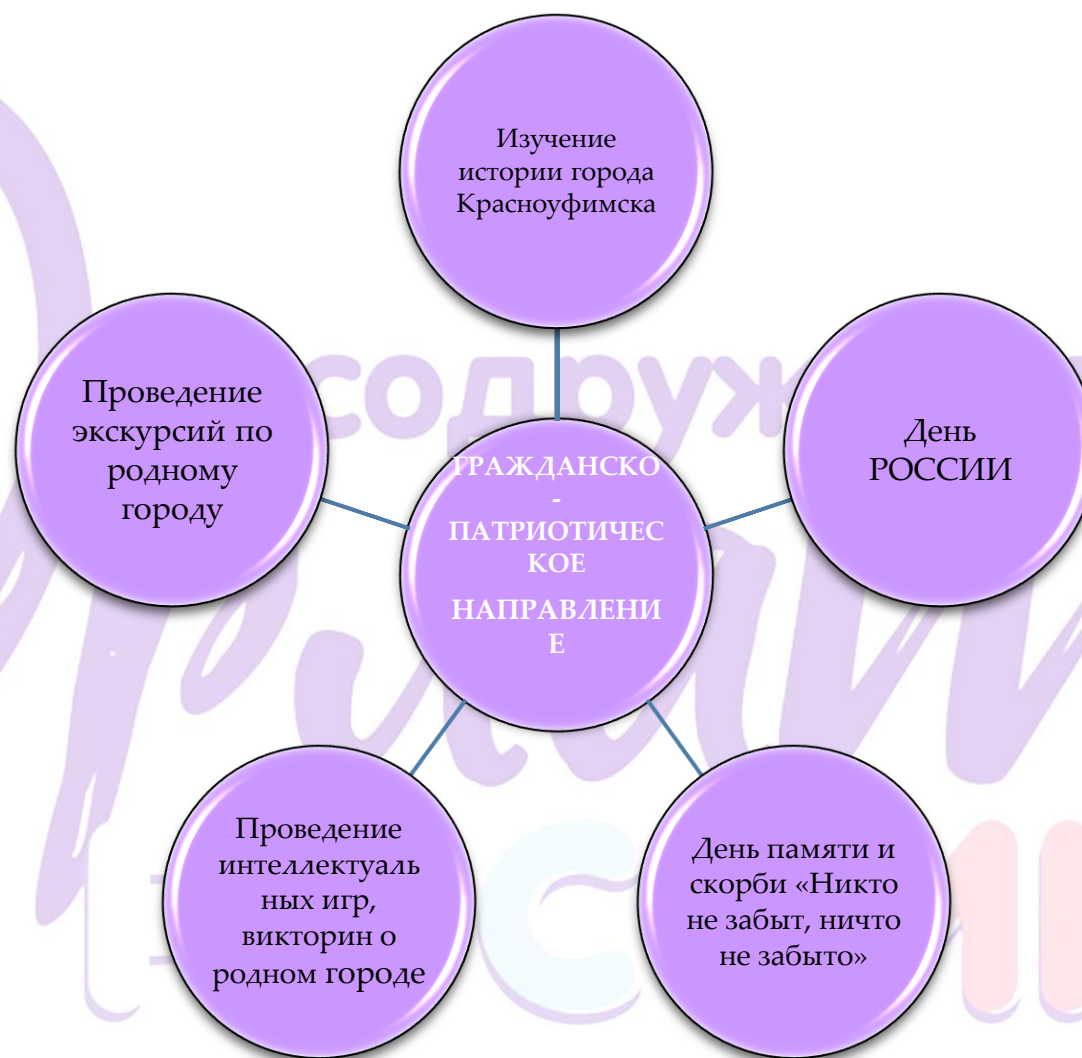 Изучение
истории города
Красноуфимска
Проведение
экскурсий по
родному
городу
День
РОССИИ
ГРАЖДАНСКО
-
ПАТРИОТИЧЕС
КОЕ
НАПРАВЛЕНИ
Е
Проведение
интеллектуаль
ных игр,
викторин о
родном городе
День памяти и
скорби «Никто
не забыт, ничто
не забыто»